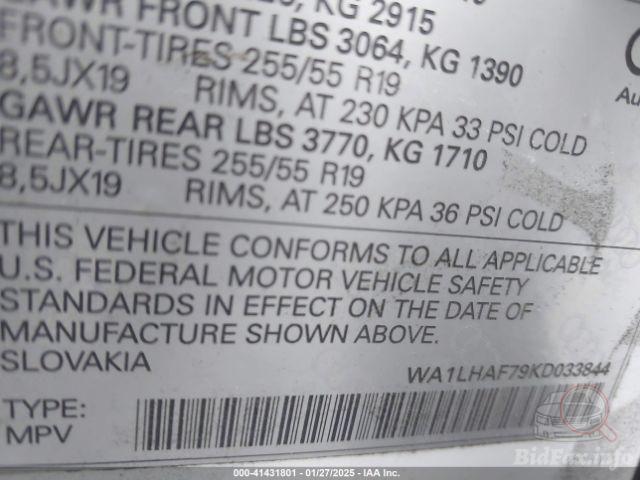 KG 2915
GAWR FRONT LBS 3064, KG 1390
FRONT-TIRES 255/55 R19
8,5JX19 RIMS, AT 230 KPA 33 PSI COLD
GAWR REAR LBS 3770, KG 1710
REAR-TIRES 255/55 R19
8,5JX19 RIMS, AT 250 KPA 36 PSI COLD
THIS VEHICLE CONFORMS TO ALL APPLICABLE
U.S. FEDERAL MOTOR VEHICLE SAFETY
STANDARDS IN EFFECT ON THE DATE OF
MANUFACTURE SHOWN ABOVE.
SLOVAKIA WA1LHAF79KD033844
TYPE:
MPV
Au
BidFax.info
000-41431801 - 01/27/2025 - IAA Inc.